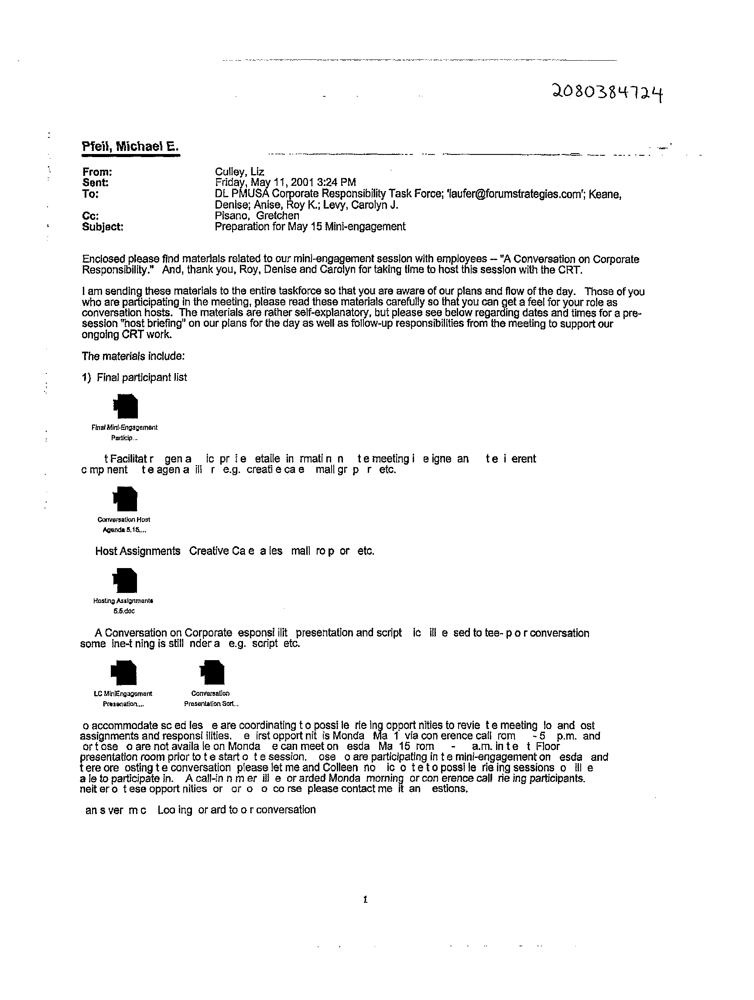 2080384724
Pfeil, Michael E.
From: Culley, Liz
Sent: Friday, May 11, 2001 3:24 PM
To: DL PMUSA Corporate Responsibility Task Force; 'laufer@forumstrategies.com'; Keane,
Denise; Anise, Roy K.; Levy, Carolyn J.
Cc: Pisano, Gretchen
Subject: Preparation for May 15 Mini-engagement
Enclosed please find materials related to our mini-engagement session with employees -- "A Conversation on Corporate
Responsibility." And, thank you, Roy, Denise and Carolyn for taking time to host this session with the CRT.
I am sending these materials to the entire taskforce so that you are aware of our plans and flow of the day. Those of you
who are participating in the meeting, please read these materials carefully so that you can get a feel for your role as
conversation hosts. The materials are rather self-explanatory, but please see below regarding dates and times for a pre-
session "host briefing" on our plans for the day as well as follow-up responsibilities from the meeting to support our
ongoing CRT work.
The materials include:
1) Final participant list
Final Mini-Engagement
Particip...
t Facilitat r gen a ic pr i e etaile in rmati n n t e meeting i e igne an t e i erent
c mp nent t e agen a ill r e.g. creati e ca e mall gr p r etc.
Conversation Host
Agenda 5.15....
Host Assignments Creative Ca e a les mall ro p or etc.
Hosting Assignments
5.5.doc
A Conversation on Corporate esponsi ilit presentation and script ic ill e sed to tee- p o r conversation
some ine-t ning is still nder a e.g. script etc.
LC MiniEngagement
Presenation....
Conversation
Presentation Sort...
o accommodate sc ed les e are coordinating t o possi le rie ing opport nities to revie t e meeting lo and ost
assignments and responsi ilities. e irst opport nit is Monda Ma 1 via con erence call rom - 5 p.m. and
or t ose o are not availa le on Monda e can meet on esda Ma 15 rom - a.m. in t e t Floor
presentation room prior to t e start o t e session. ose o are participating in t e mini-engagement on esda and
t ere ore osting t e conversation please let me and Colleen no ic o t e t o possi le rie ing sessions o ill e
a le to participate in. A call-in n m er ill e or arded Monda morning or con erence call rie ing participants.
neit er o t ese opport nities or or o o co rse please contact me it an estions.
an s ver m c Loo ing or ard to o r conversation
1